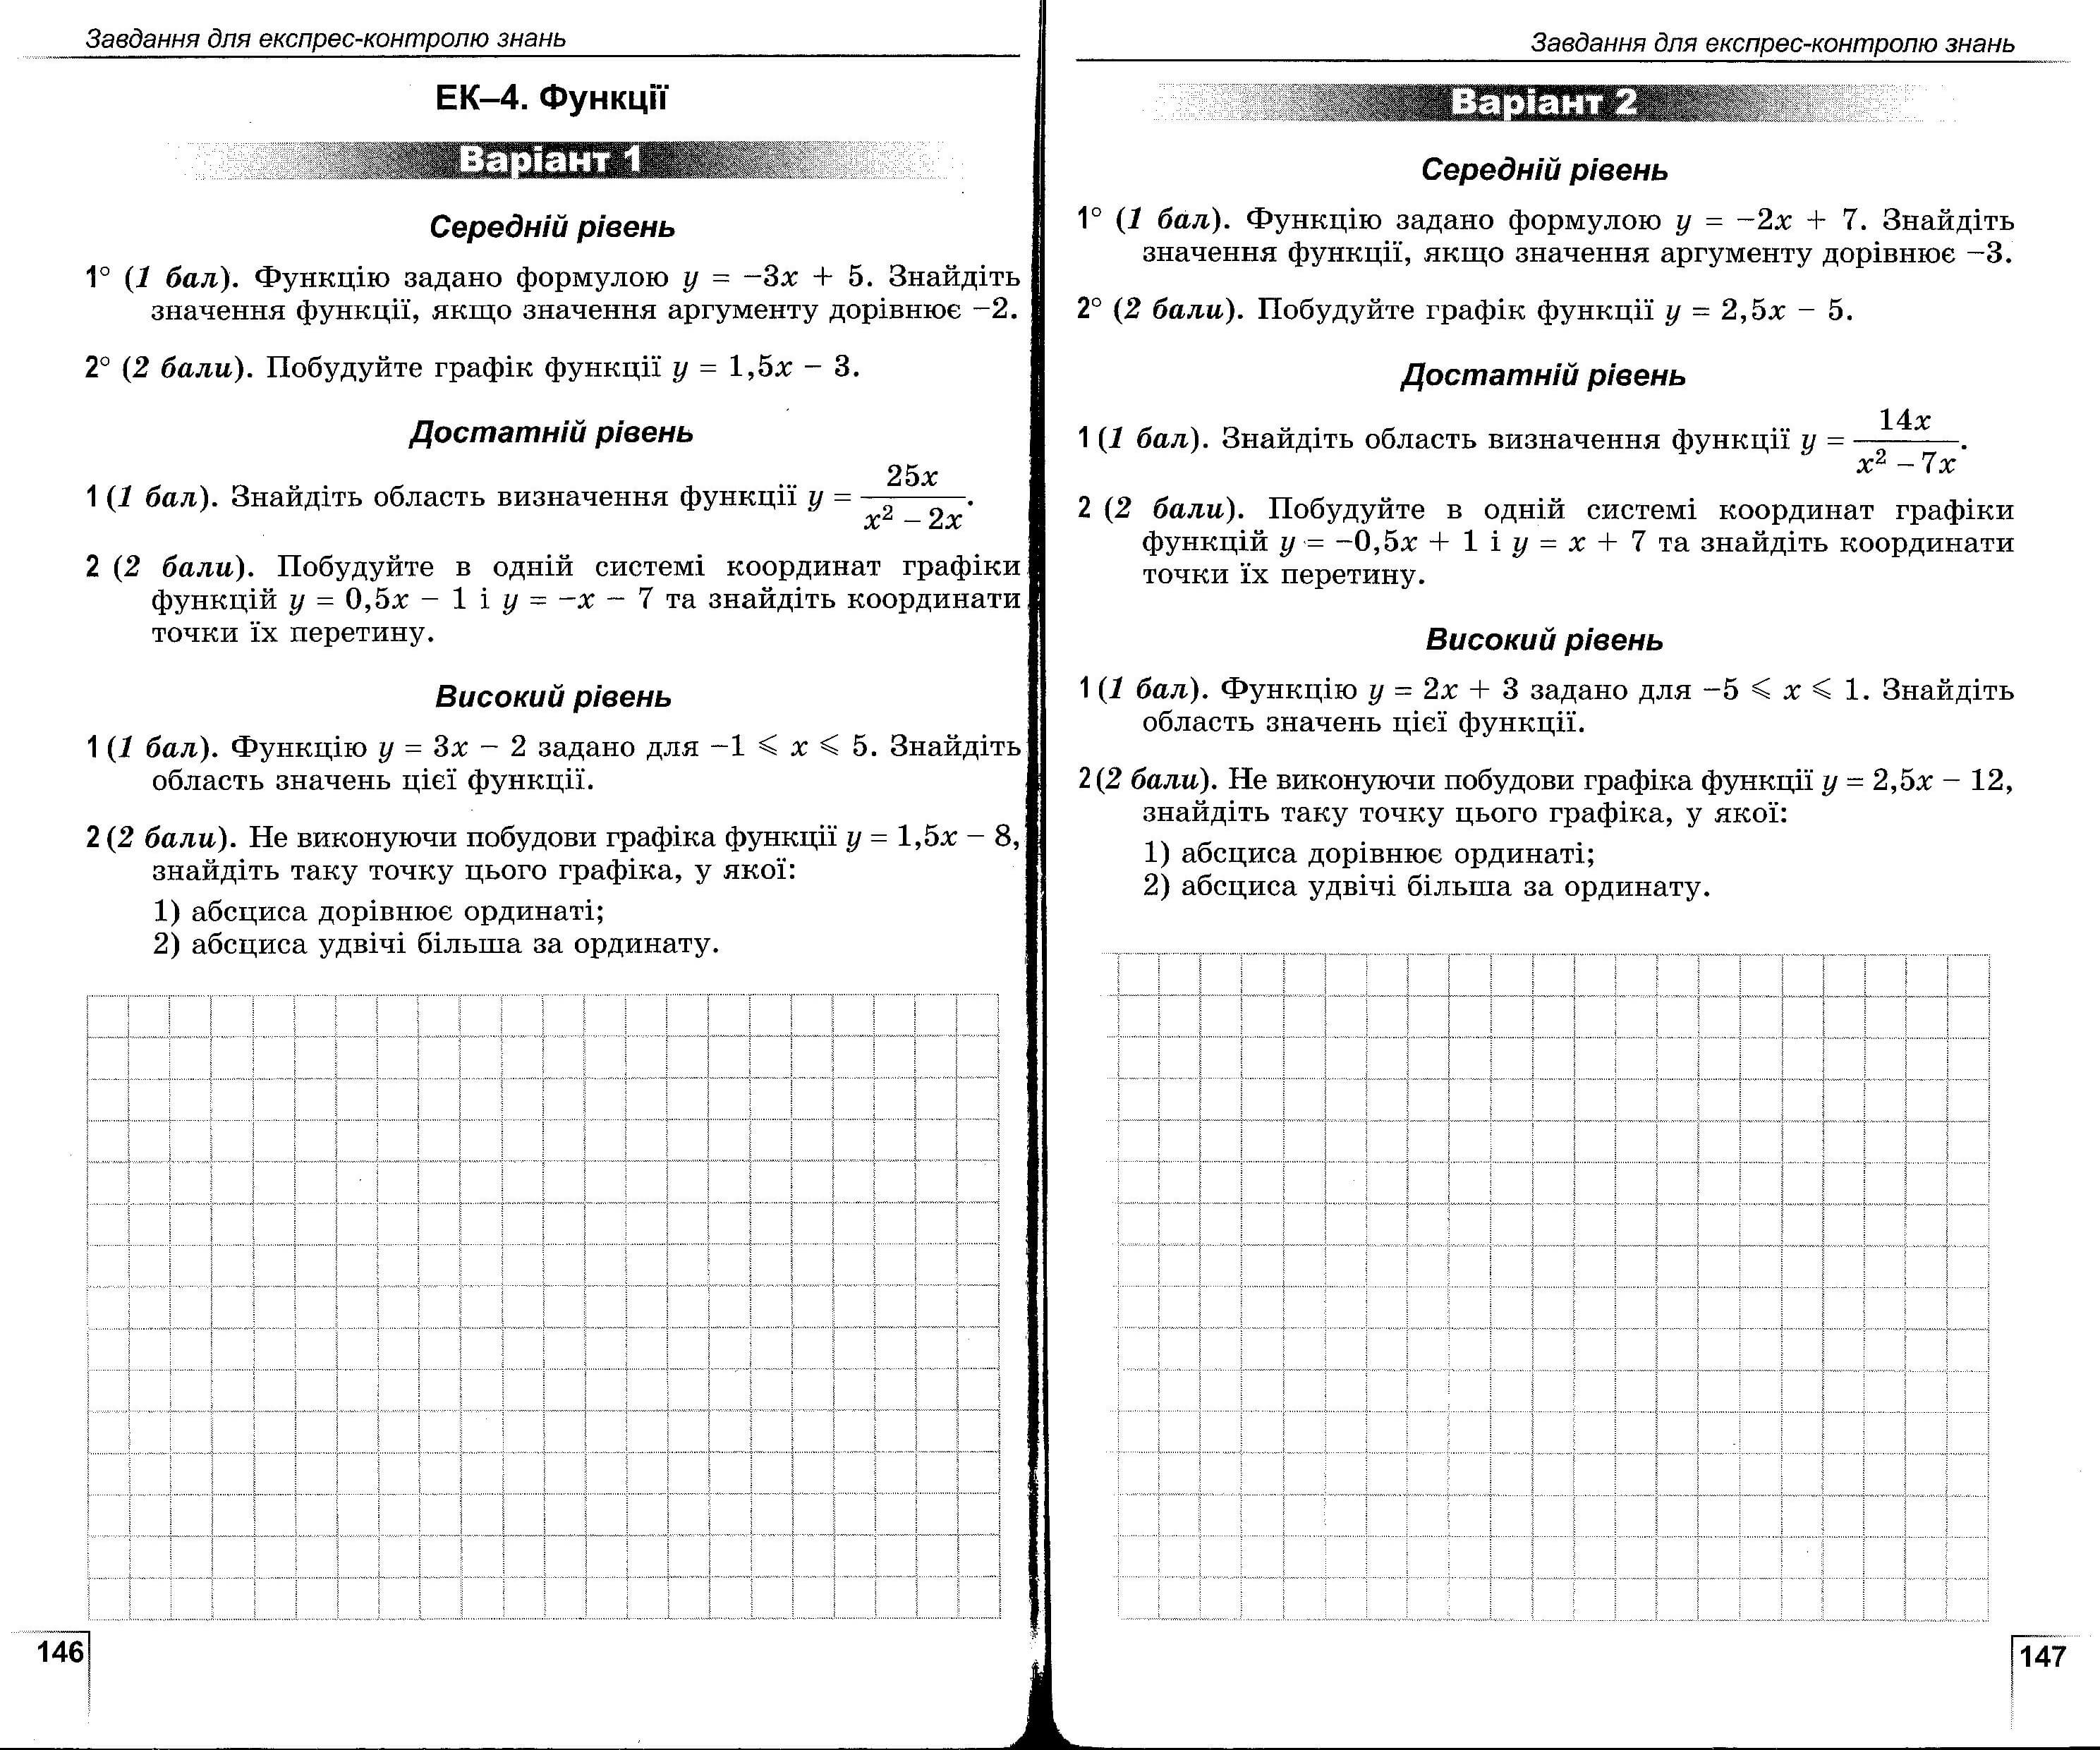 Завдання для експрес-контролю знань
ЕК–4. Функції
Варіант 1
Середній рівень
1° (1 бал). Функцію задано формулою y = −3x + 5. Знайдіть
значення функції, якщо значення аргументу дорівнює −2.
2° (2 бали). Побудуйте графік функції y = 1,5x − 3.
Достатній рівень
1 (1 бал). Знайдіть область визначення функції y = 25x / (x² − 2x).
2 (2 бали). Побудуйте в одній системі координат графіки
функцій y = 0,5x − 1 і y = −x − 7 та знайдіть координати
точки їх перетину.
Високий рівень
1 (1 бал). Функцію y = 3x − 2 задано для −1 ⩽ x ⩽ 5. Знайдіть
область значень цієї функції.
2 (2 бали). Не виконуючи побудови графіка функції y = 1,5x − 8,
знайдіть таку точку цього графіка, у якої:
1) абсциса дорівнює ординаті;
2) абсциса удвічі більша за ординату.
146
Завдання для експрес-контролю знань
Варіант 2
Середній рівень
1° (1 бал). Функцію задано формулою y = −2x + 7. Знайдіть
значення функції, якщо значення аргументу дорівнює −3.
2° (2 бали). Побудуйте графік функції y = 2,5x − 5.
Достатній рівень
1 (1 бал). Знайдіть область визначення функції y = 14x / (x² − 7x).
2 (2 бали). Побудуйте в одній системі координат графіки
функцій y = −0,5x + 1 і y = x + 7 та знайдіть координати
точки їх перетину.
Високий рівень
1 (1 бал). Функцію y = 2x + 3 задано для −5 ⩽ x ⩽ 1. Знайдіть
область значень цієї функції.
2 (2 бали). Не виконуючи побудови графіка функції y = 2,5x − 12,
знайдіть таку точку цього графіка, у якої:
1) абсциса дорівнює ординаті;
2) абсциса удвічі більша за ординату.
147